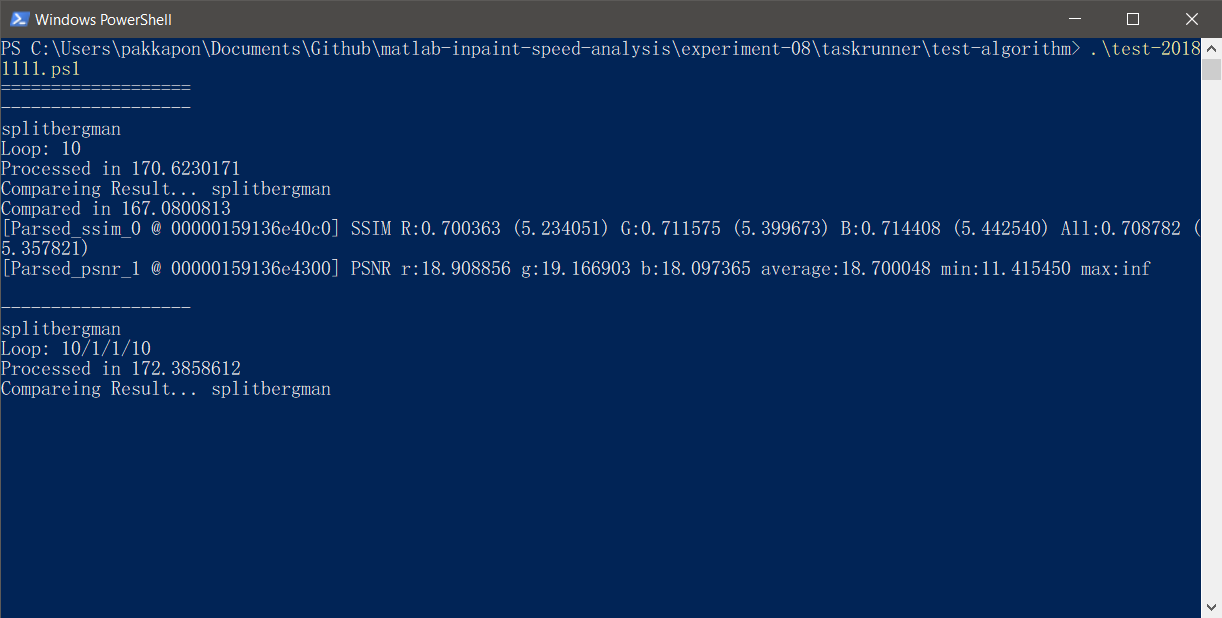 Windows PowerShell
PS C:\Users\pakkapon\Documents\Github\matlab-inpaint-speed-analysis\experiment-08\taskrunner\test-algorithm> .\test-2018
1111.ps1
===================
-------------------
splitbergman
Loop: 10
Processed in 170.6230171
Compareing Result... splitbergman
Compared in 167.0800813
[Parsed_ssim_0 @ 00000159136e40c0] SSIM R:0.700363 (5.234051) G:0.711575 (5.399673) B:0.714408 (5.442540) All:0.708782 (
5.357821)
[Parsed_psnr_1 @ 00000159136e4300] PSNR r:18.908856 g:19.166903 b:18.097365 average:18.700048 min:11.415450 max:inf
-------------------
splitbergman
Loop: 10/1/1/10
Processed in 172.3858612
Compareing Result... splitbergman